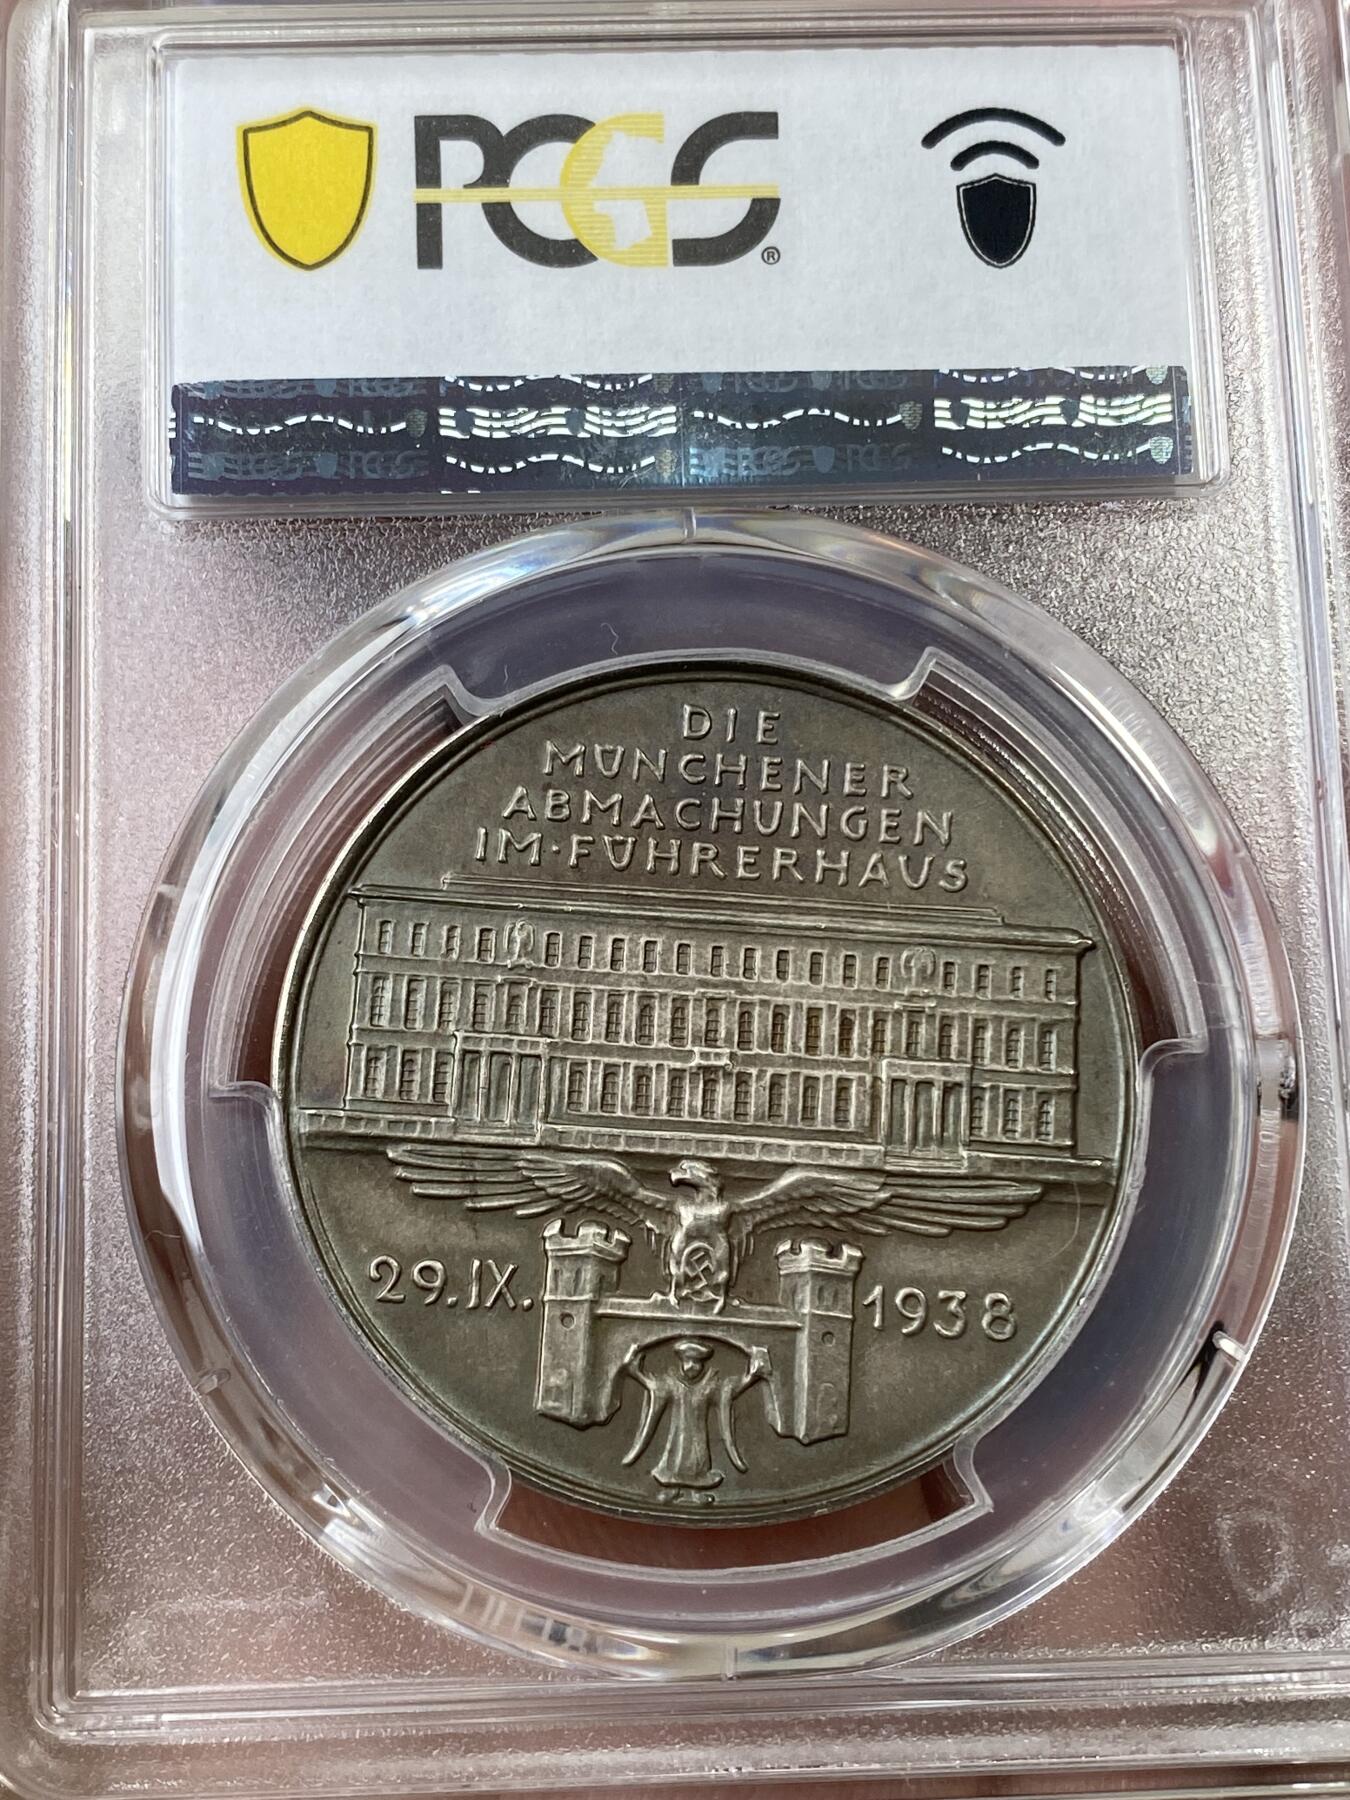 PCGS®
DIE
MÜNCHENER
ABMACHUNGEN
IM·FÜHRERHAUS
29.IX. 1938